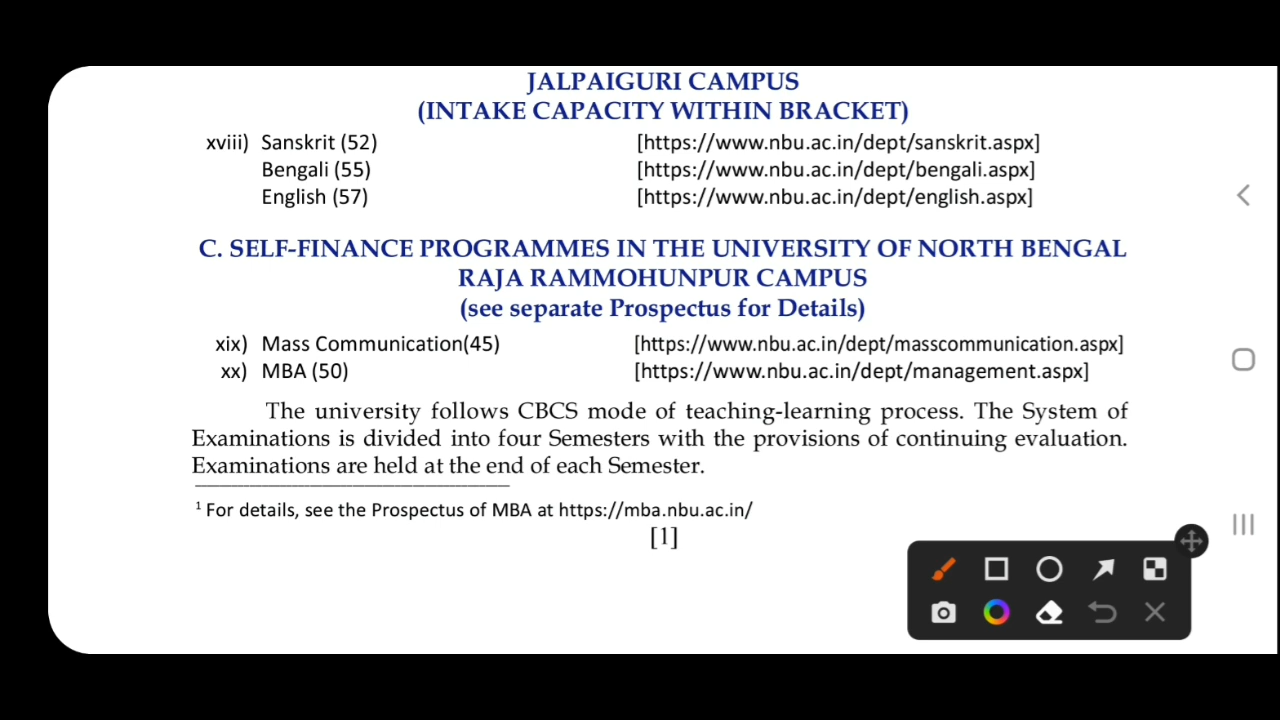 JALPAIGURI CAMPUS
(INTAKE CAPACITY WITHIN BRACKET)
xviii) Sanskrit (52) [https://www.nbu.ac.in/dept/sanskrit.aspx]
Bengali (55) [https://www.nbu.ac.in/dept/bengali.aspx]
English (57) [https://www.nbu.ac.in/dept/english.aspx]
C. SELF-FINANCE PROGRAMMES IN THE UNIVERSITY OF NORTH BENGAL
RAJA RAMMOHUNPUR CAMPUS
(see separate Prospectus for Details)
xix) Mass Communication(45) [https://www.nbu.ac.in/dept/masscommunication.aspx]
xx) MBA (50) [https://www.nbu.ac.in/dept/management.aspx]
The university follows CBCS mode of teaching-learning process. The System of
Examinations is divided into four Semesters with the provisions of continuing evaluation.
Examinations are held at the end of each Semester.
¹ For details, see the Prospectus of MBA at https://mba.nbu.ac.in/
[1]